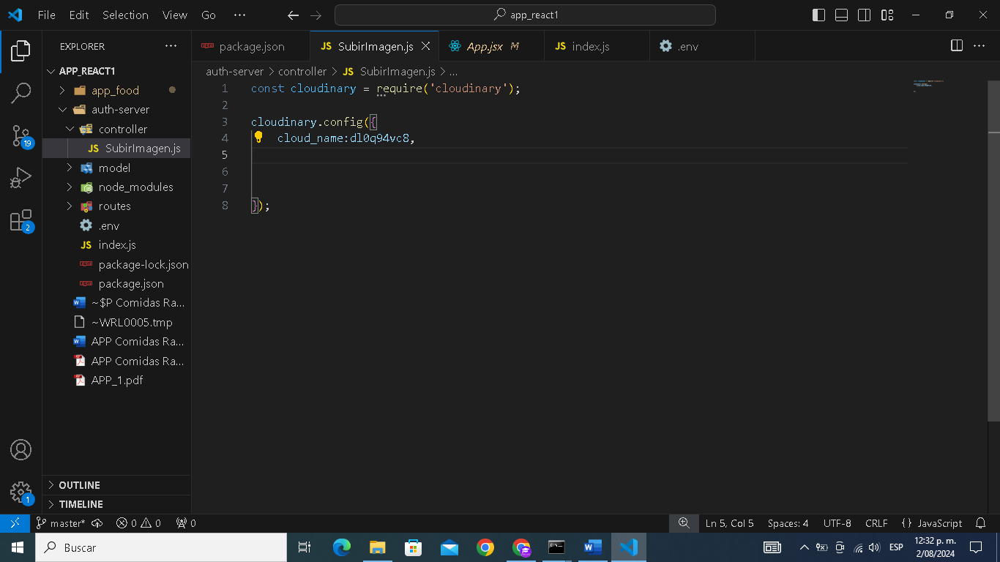 File Edit Selection View Go ··· app_react1
EXPLORER ···
APP_REACT1
app_food
auth-server
controller
JS SubirImagen.js
model
node_modules
routes
.env
JS index.js
package-lock.json
package.json
~$P Comidas Ra...
~WRL0005.tmp
APP Comidas Ra...
APP Comidas Ra...
APP_1.pdf
OUTLINE
TIMELINE
19
2
1
package.json JS SubirImagen.js App.jsx M JS index.js .env
auth-server > controller > JS SubirImagen.js > ...
1 const cloudinary = require('cloudinary');
2
3 cloudinary.config({
4 cloud_name:dl0q94vc8,
5
6
7
8 });
master* 0 0 0 Ln 5, Col 5 Spaces: 4 UTF-8 CRLF {} JavaScript
Buscar ESP 12:32 p. m.
2/08/2024